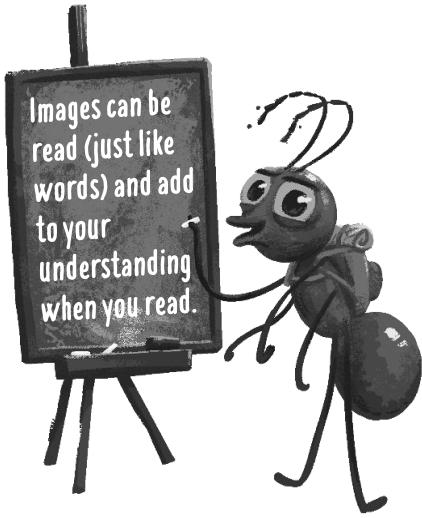 Images can be
read (just like
words) and add
to your
understanding
when you read.